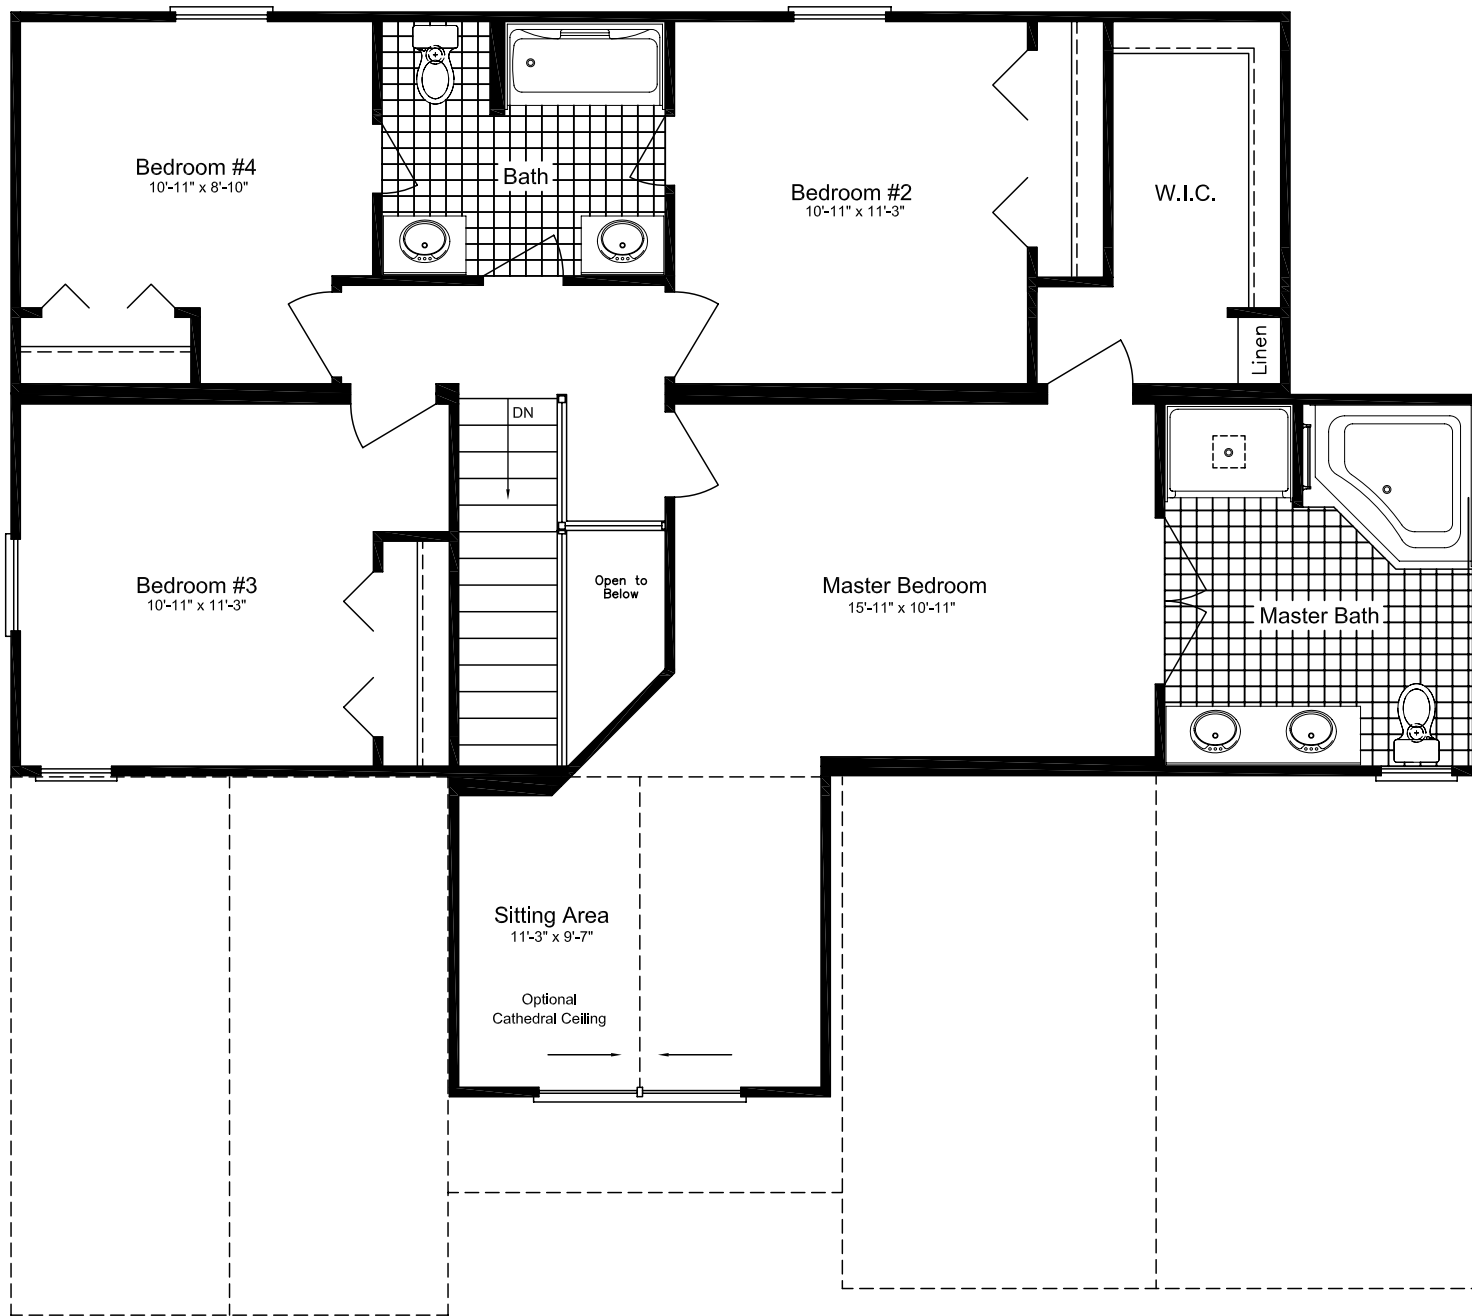 Bedroom #4
10'-11" x 8'-10"
Bath
Bedroom #2
10'-11" x 11'-3"
W.I.C.
Linen
DN
Bedroom #3
10'-11" x 11'-3"
Open to
Below
Master Bedroom
15'-11" x 10'-11"
Master Bath
Sitting Area
11'-3" x 9'-7"
Optional
Cathedral Ceiling